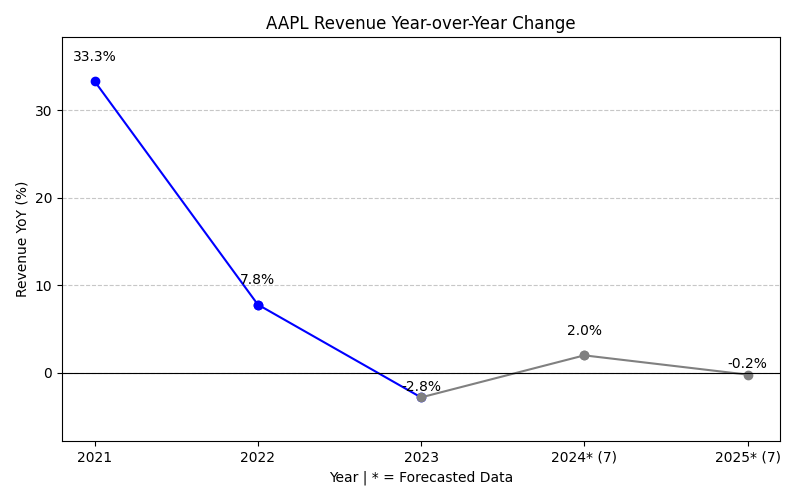 AAPL Revenue Year-over-Year Change
33.3%
30
20
7.8%
10
2.0%
-0.2%
0
-2.8%
Revenue YoY (%)
2021 2022 2023 2024* (7) 2025* (7)
Year | * = Forecasted Data